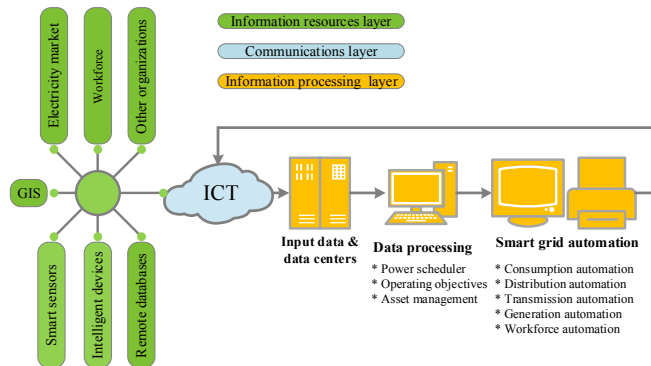 Information resources layer
Communications layer
Information processing layer
Electricity market
Workforce
Other organizations
GIS
ICT
Smart sensors
Intelligent devices
Remote databases
Input data &
data centers
Data processing
* Power scheduler
* Operating objectives
* Asset management
Smart grid automation
* Consumption automation
* Distribution automation
* Transmission automation
* Generation automation
* Workforce automation